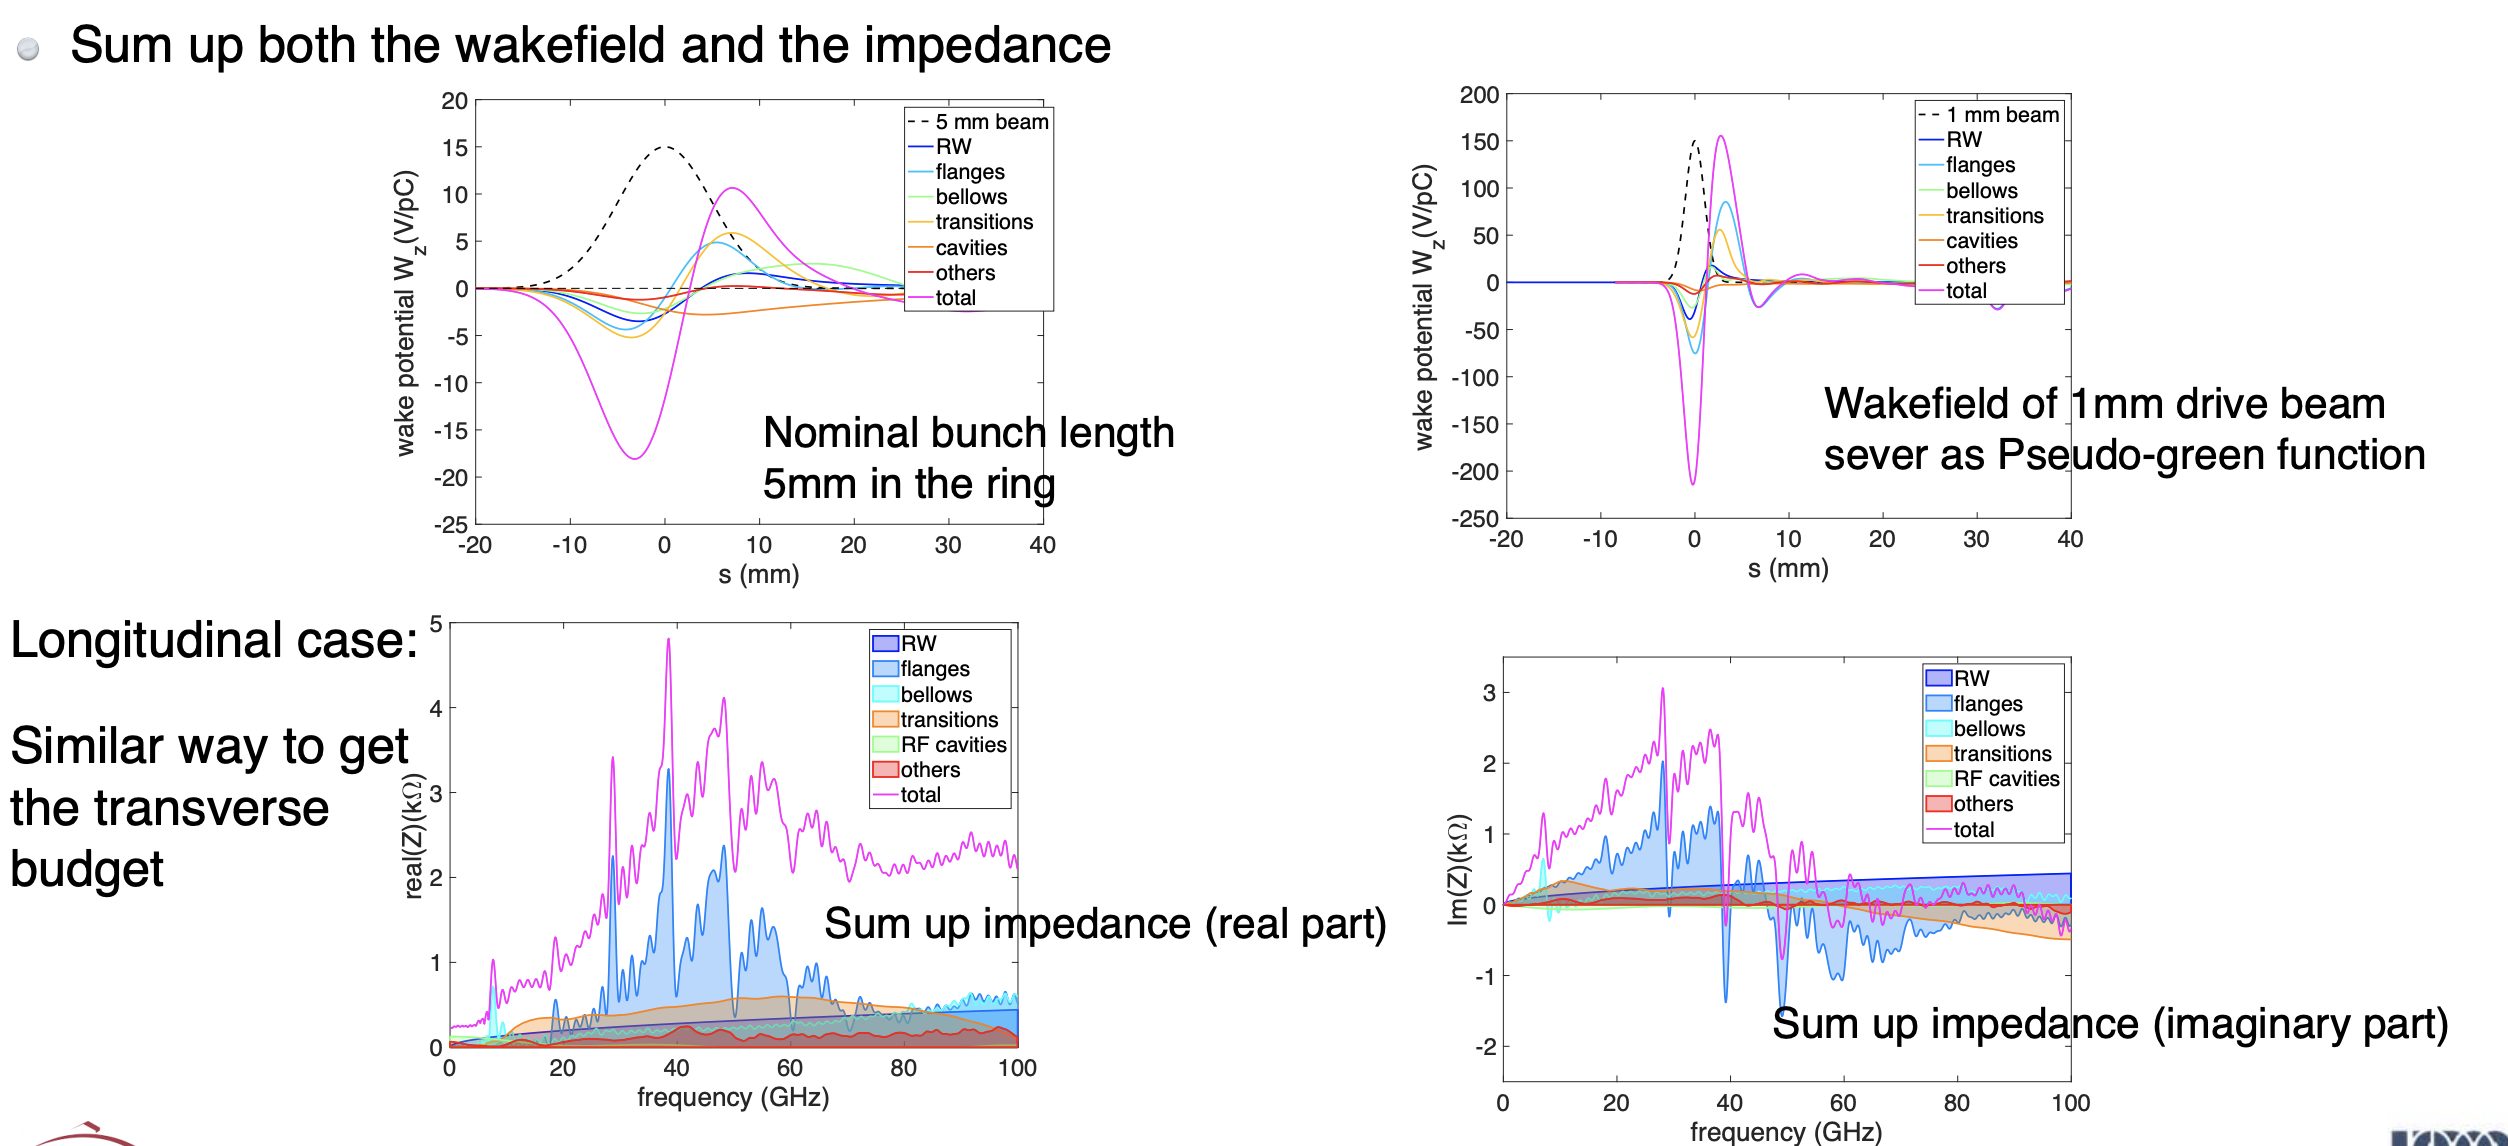 Sum up both the wakefield and the impedance
20
15
10
5
0
-5
-10
-15
-20
-25
-20
-10
0
10
20
30
40
wake potential Wz(V/pC)
s (mm)
5 mm beam
RW
flanges
bellows
transitions
cavities
others
total
Nominal bunch length
5mm in the ring
200
150
100
50
0
-50
-100
-150
-200
-250
-20
-10
0
10
20
30
40
wake potential Wz(V/pC)
s (mm)
1 mm beam
RW
flanges
bellows
transitions
cavities
others
total
Wakefield of 1mm drive beam
sever as Pseudo-green function
Longitudinal case:
Similar way to get
the transverse
budget
5
4
3
2
1
0
0
20
40
60
80
100
real(Z)(kΩ)
frequency (GHz)
RW
flanges
bellows
transitions
RF cavities
others
total
Sum up impedance (real part)
3
2
1
0
-1
-2
0
20
40
60
80
100
Im(Z)(kΩ)
frequency (GHz)
RW
flanges
bellows
transitions
RF cavities
others
total
Sum up impedance (imaginary part)